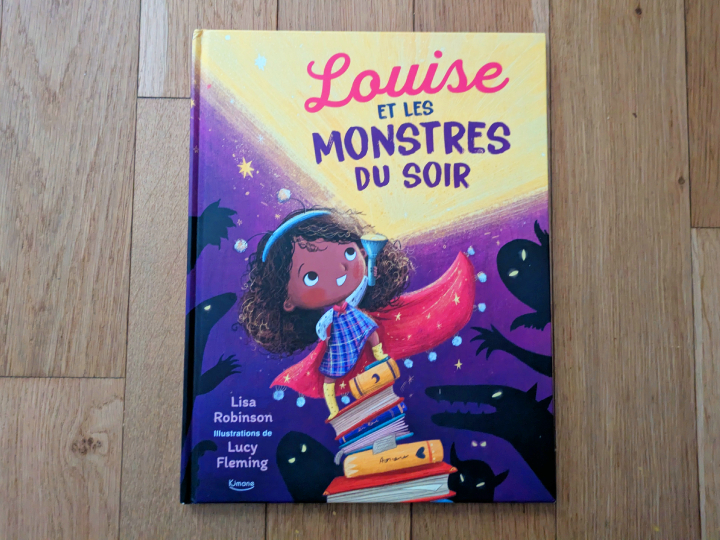 Louise
ET LES
MONSTRES
DU SOIR
Lisa
Robinson
Illustrations de
Lucy
Fleming
Kimane